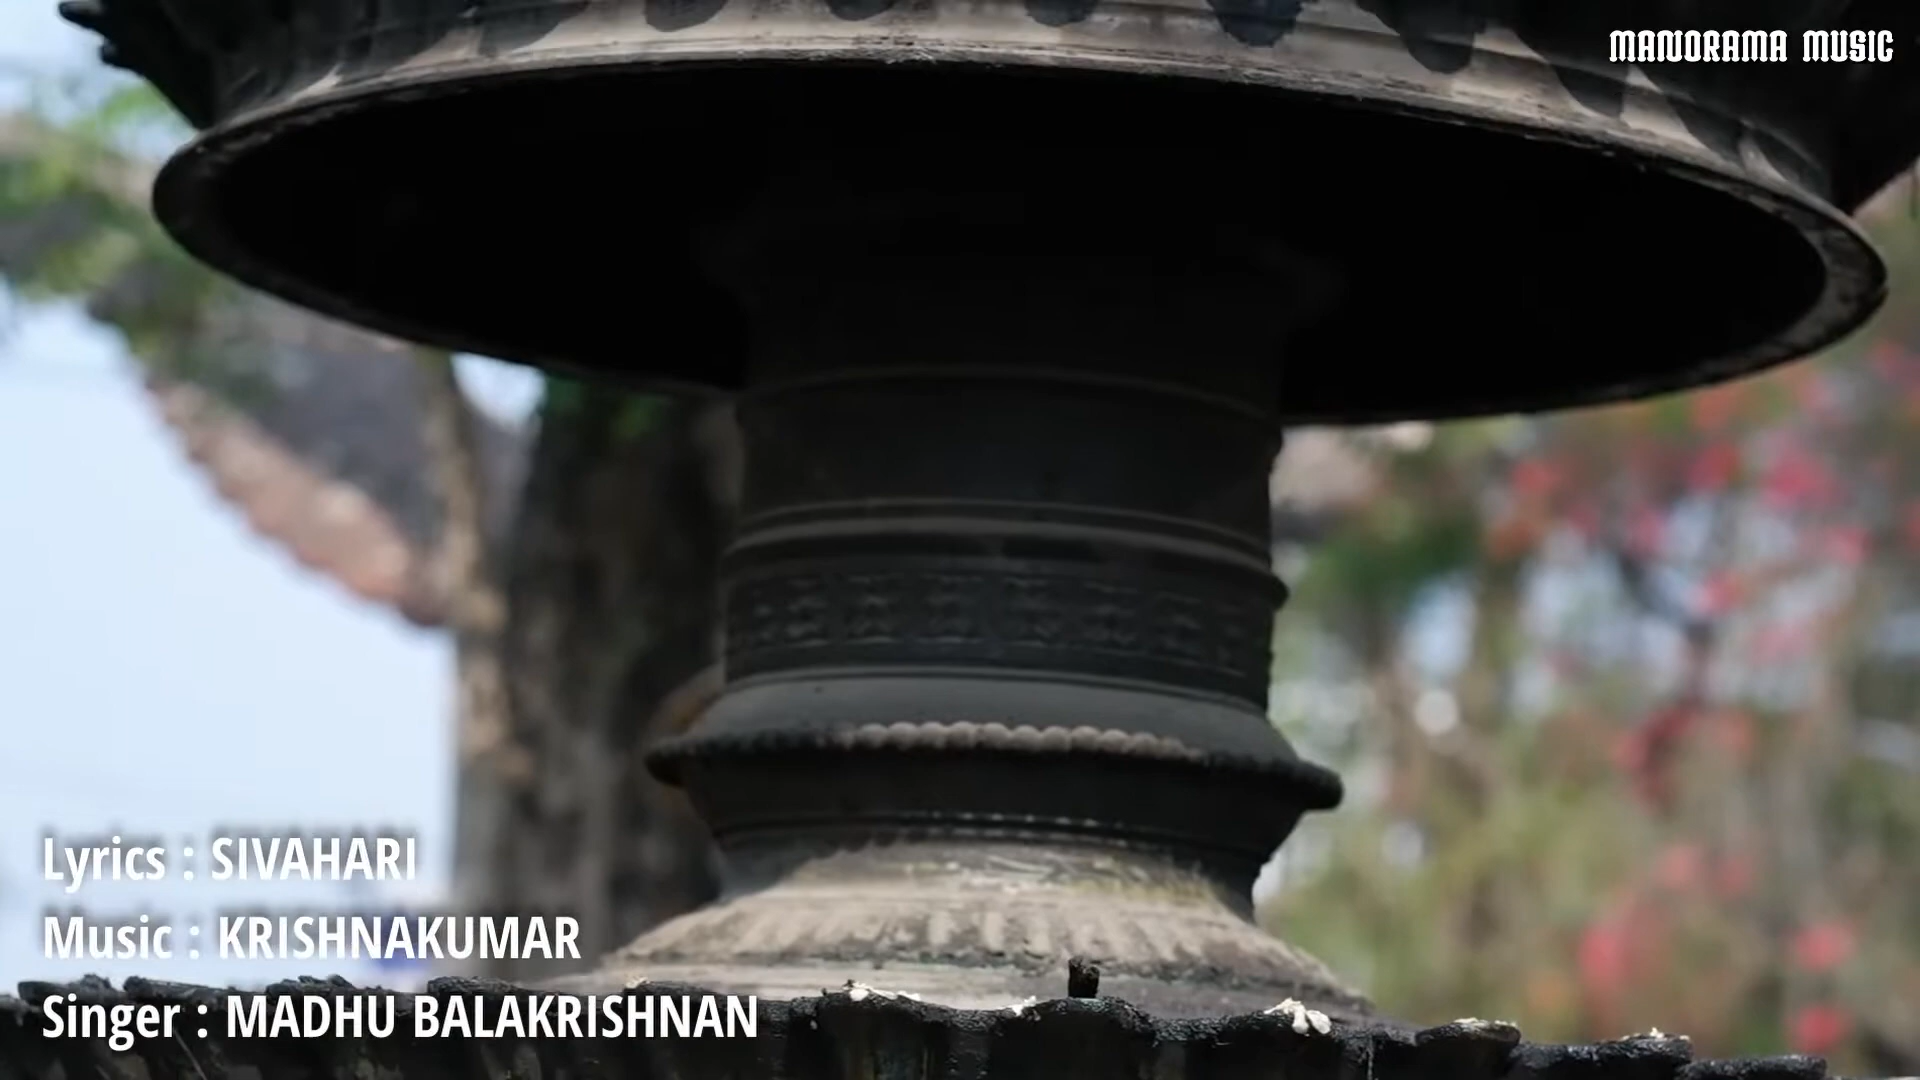 MANORAMA MUSIC
Lyrics : SIVAHARI
Music : KRISHNAKUMAR
Singer : MADHU BALAKRISHNAN